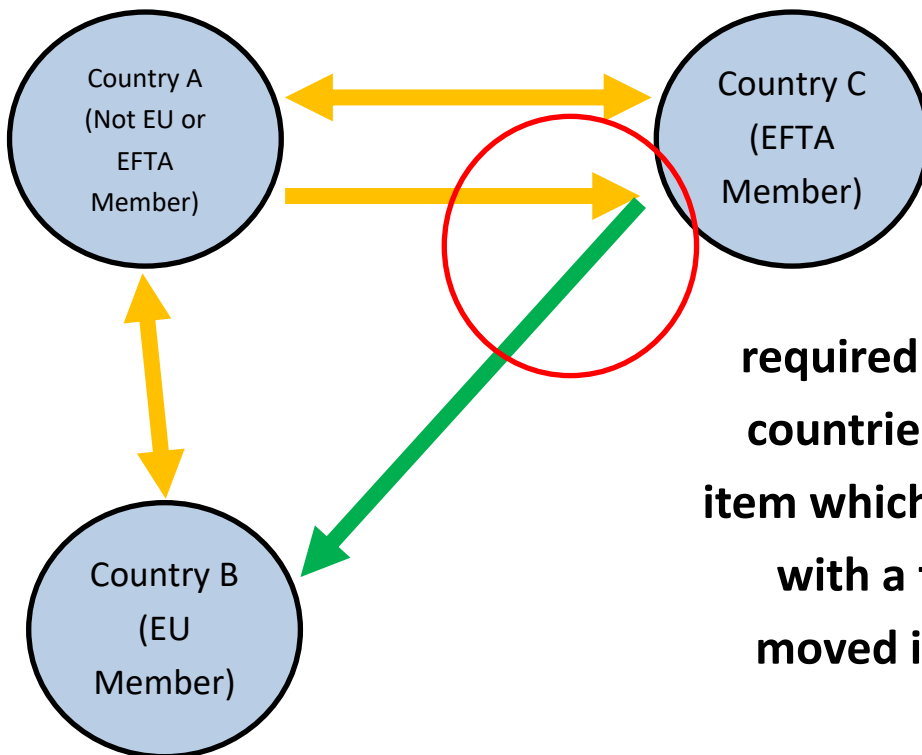 Country A
(Not EU or
EFTA
Member)
Country C
(EFTA
Member)
required
countrie
item which
with a
moved i
Country B
(EU
Member)